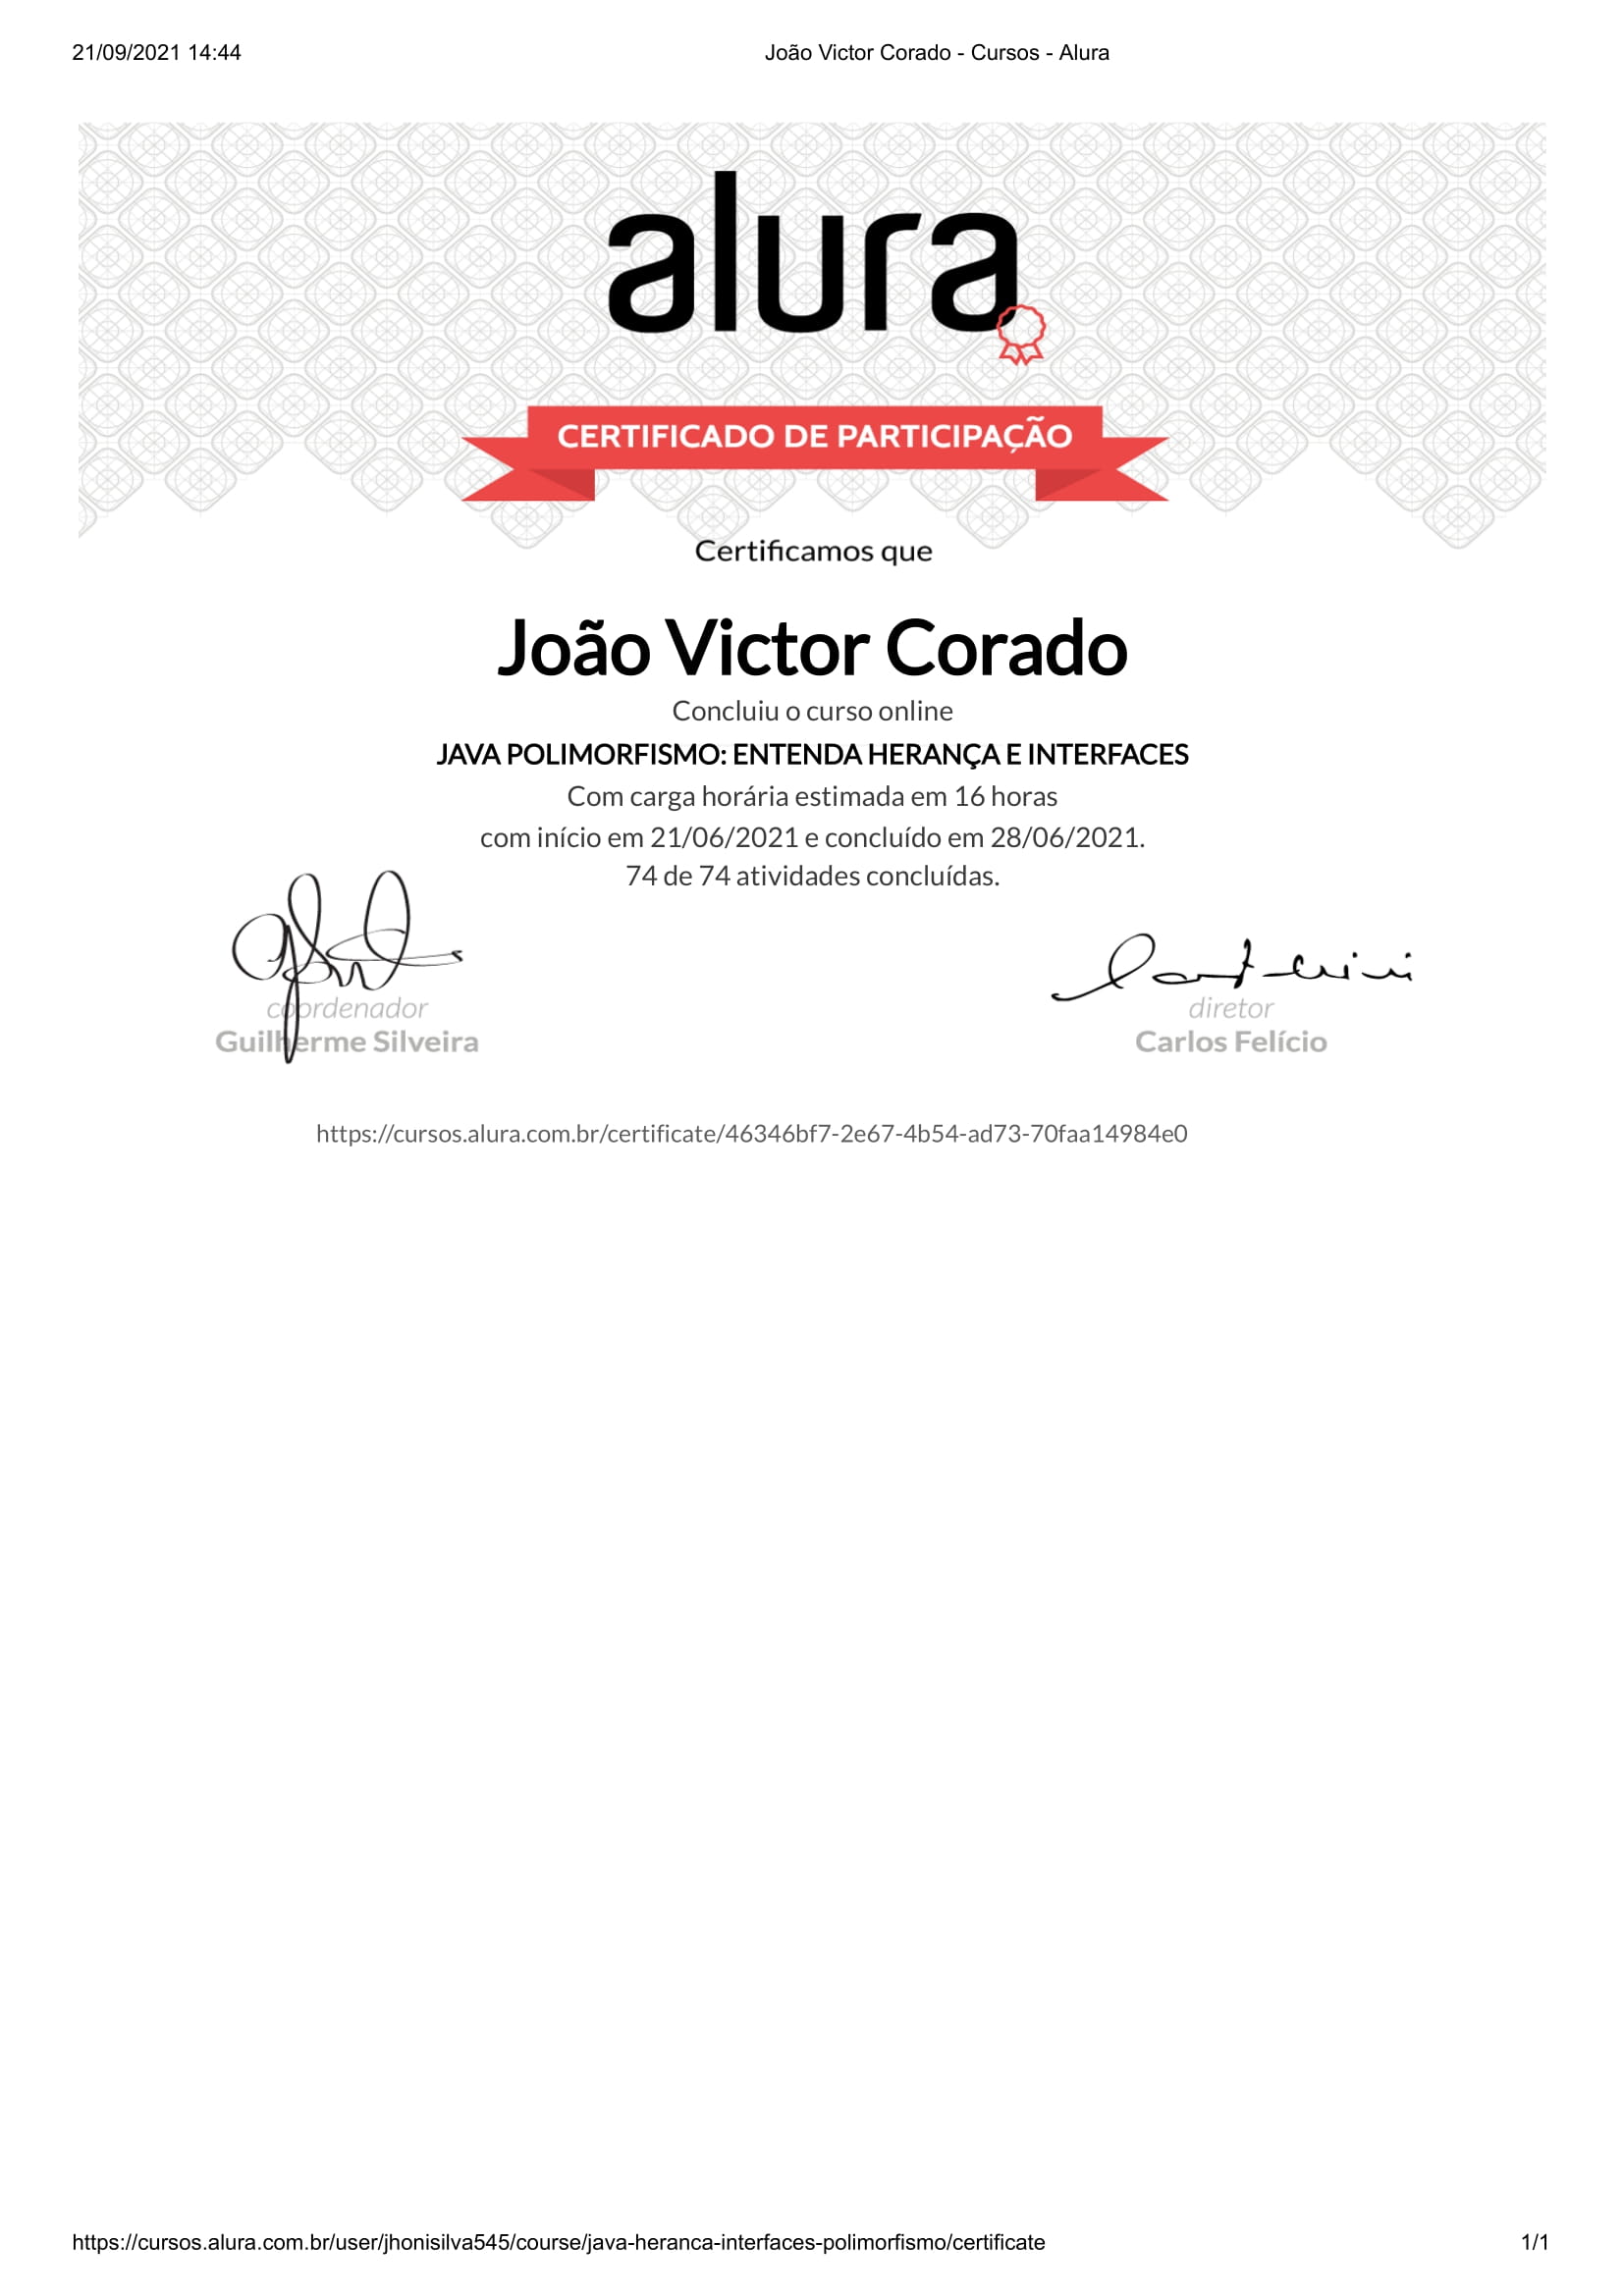 21/09/2021 14:44
João Victor Corado - Cursos - Alura
alura
CERTIFICADO DE PARTICIPAÇÃO
Certificamos que
João Victor Corado
Concluiu o curso online
JAVA POLIMORFISMO: ENTENDA HERANÇA E INTERFACES
Com carga horária estimada em 16 horas
com início em 21/06/2021 e concluído em 28/06/2021.
74 de 74 atividades concluídas.
coordenador
Guilherme Silveira
diretor
Carlos Felício
https://cursos.alura.com.br/certificate/46346bf7-2e67-4b54-ad73-70faa14984e0
https://cursos.alura.com.br/user/jhonisilva545/course/java-heranca-interfaces-polimorfismo/certificate
1/1